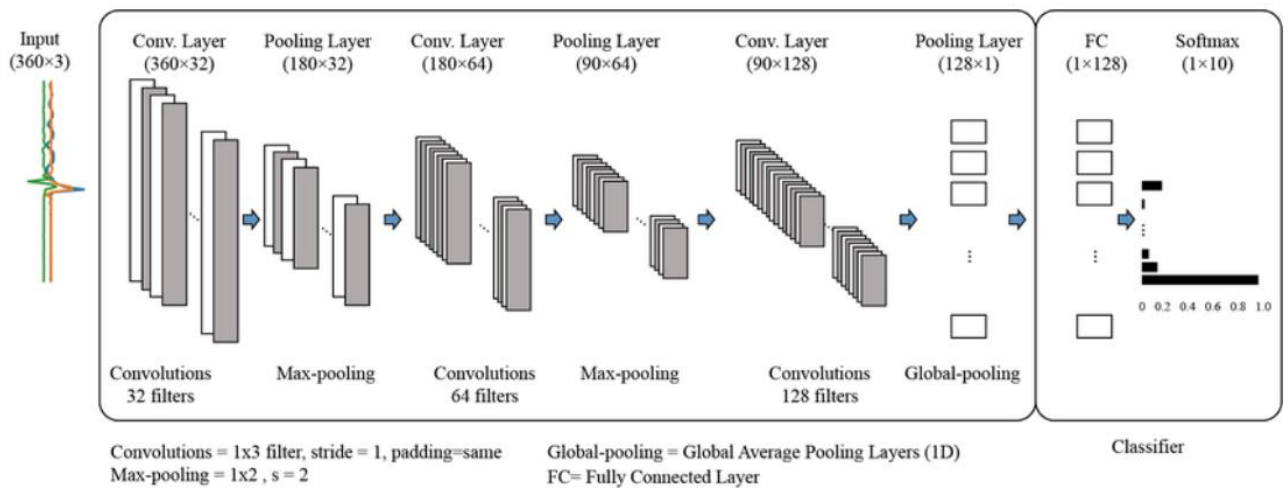 Input
(360×3)
Conv. Layer
(360×32)
Pooling Layer
(180×32)
Conv. Layer
(180×64)
Pooling Layer
(90×64)
Conv. Layer
(90×128)
Pooling Layer
(128×1)
FC
(1×128)
Softmax
(1×10)
0 0.2 0.4 0.6 0.8 1.0
Convolutions
32 filters
Max-pooling
Convolutions
64 filters
Max-pooling
Convolutions
128 filters
Global-pooling
Convolutions = 1x3 filter, stride = 1, padding=same
Max-pooling = 1x2 , s = 2
Global-pooling = Global Average Pooling Layers (1D)
FC= Fully Connected Layer
Classifier